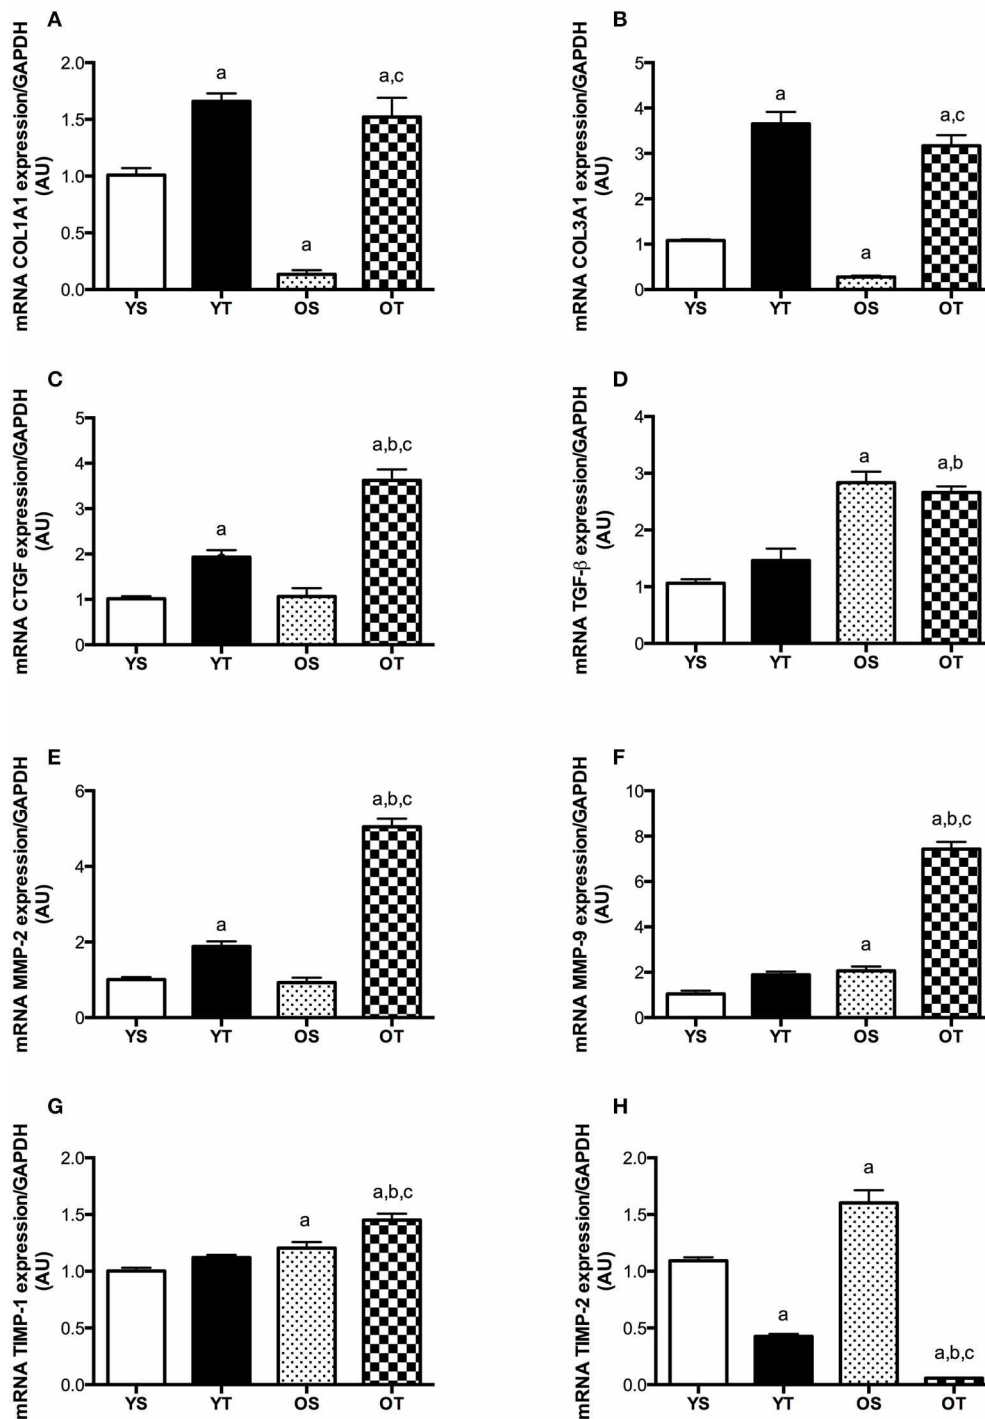 A
mRNA COL1A1 expression/GAPDH
(AU)
2.0
1.5
1.0
0.5
0.0
a
a
a,c
YS YT OS OT
B
mRNA COL3A1 expression/GAPDH
(AU)
5
4
3
2
1
0
a
a
a,c
YS YT OS OT
C
mRNA CTGF expression/GAPDH
(AU)
5
4
3
2
1
0
a
a,b,c
YS YT OS OT
D
mRNA TGF-β expression/GAPDH
(AU)
4
3
2
1
0
a
a,b
YS YT OS OT
E
mRNA MMP-2 expression/GAPDH
(AU)
6
4
2
0
a
a,b,c
YS YT OS OT
F
mRNA MMP-9 expression/GAPDH
(AU)
10
8
6
4
2
0
a
a,b,c
YS YT OS OT
G
mRNA TIMP-1 expression/GAPDH
(AU)
2.0
1.5
1.0
0.5
0.0
a
a,b,c
YS YT OS OT
H
mRNA TIMP-2 expression/GAPDH
(AU)
2.0
1.5
1.0
0.5
0.0
a
a
a,b,c
YS YT OS OT